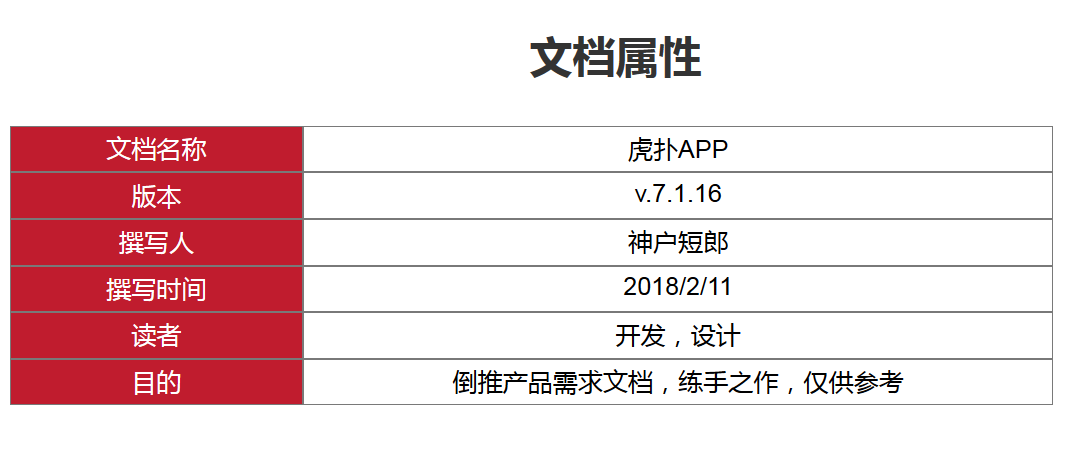 文档属性
文档名称 虎扑APP
版本 v.7.1.16
撰写人 神户短郎
撰写时间 2018/2/11
读者 开发，设计
目的 倒推产品需求文档，练手之作，仅供参考